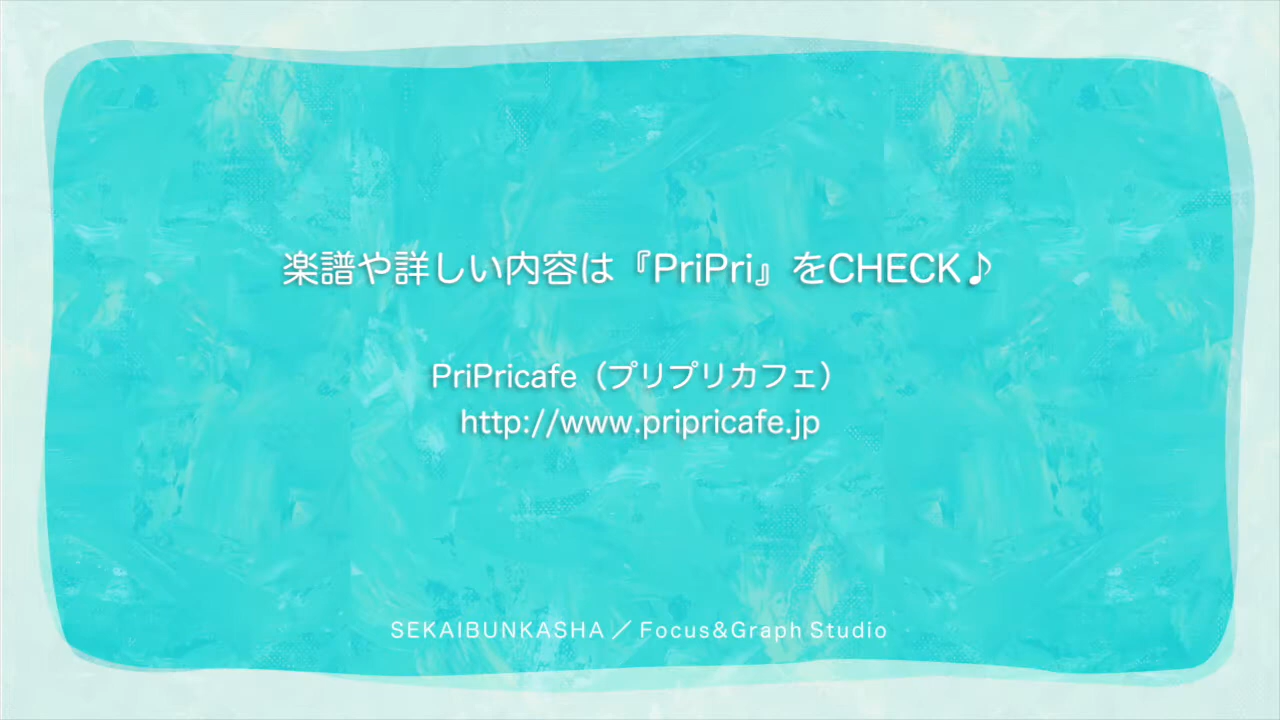 楽譜や詳しい内容は『PriPri』をCHECK♪
PriPricafe（プリプリカフェ）
http://www.pripricafe.jp
SEKAIBUNKASHA／Focus&Graph Studio